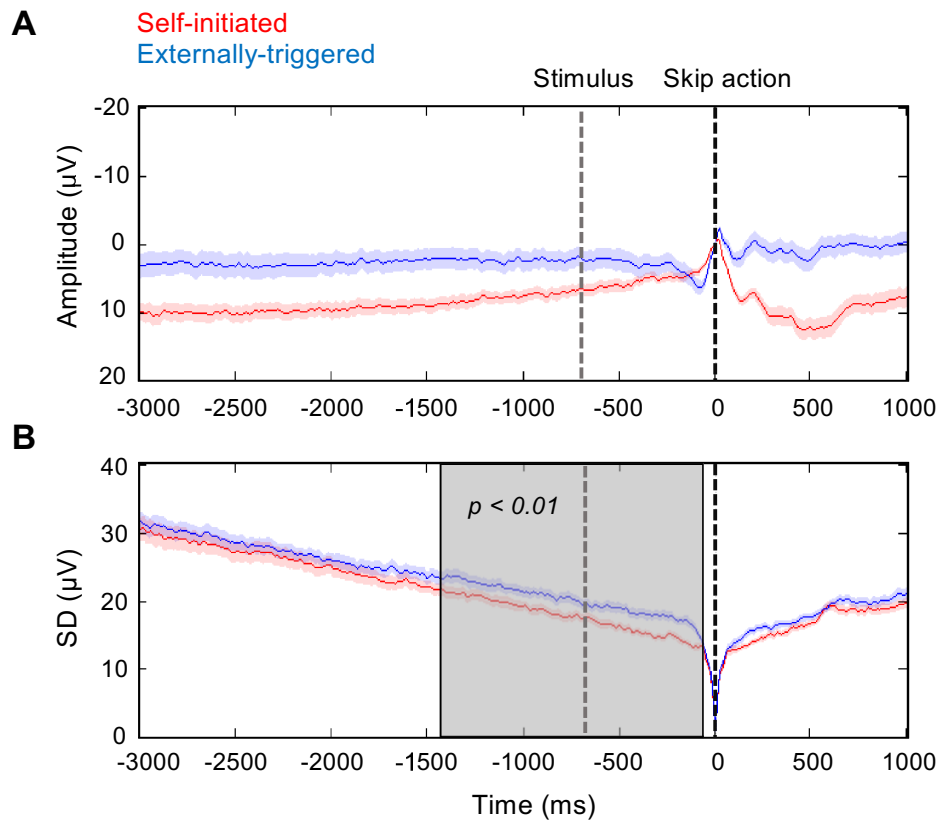 A
Self-initiated
Externally-triggered
Stimulus
Skip action
Amplitude (µV)
-20
-10
0
10
20
-3000 -2500 -2000 -1500 -1000 -500 0 500 1000
B
SD (µV)
40
30
20
10
0
p < 0.01
-3000 -2500 -2000 -1500 -1000 -500 0 500 1000
Time (ms)